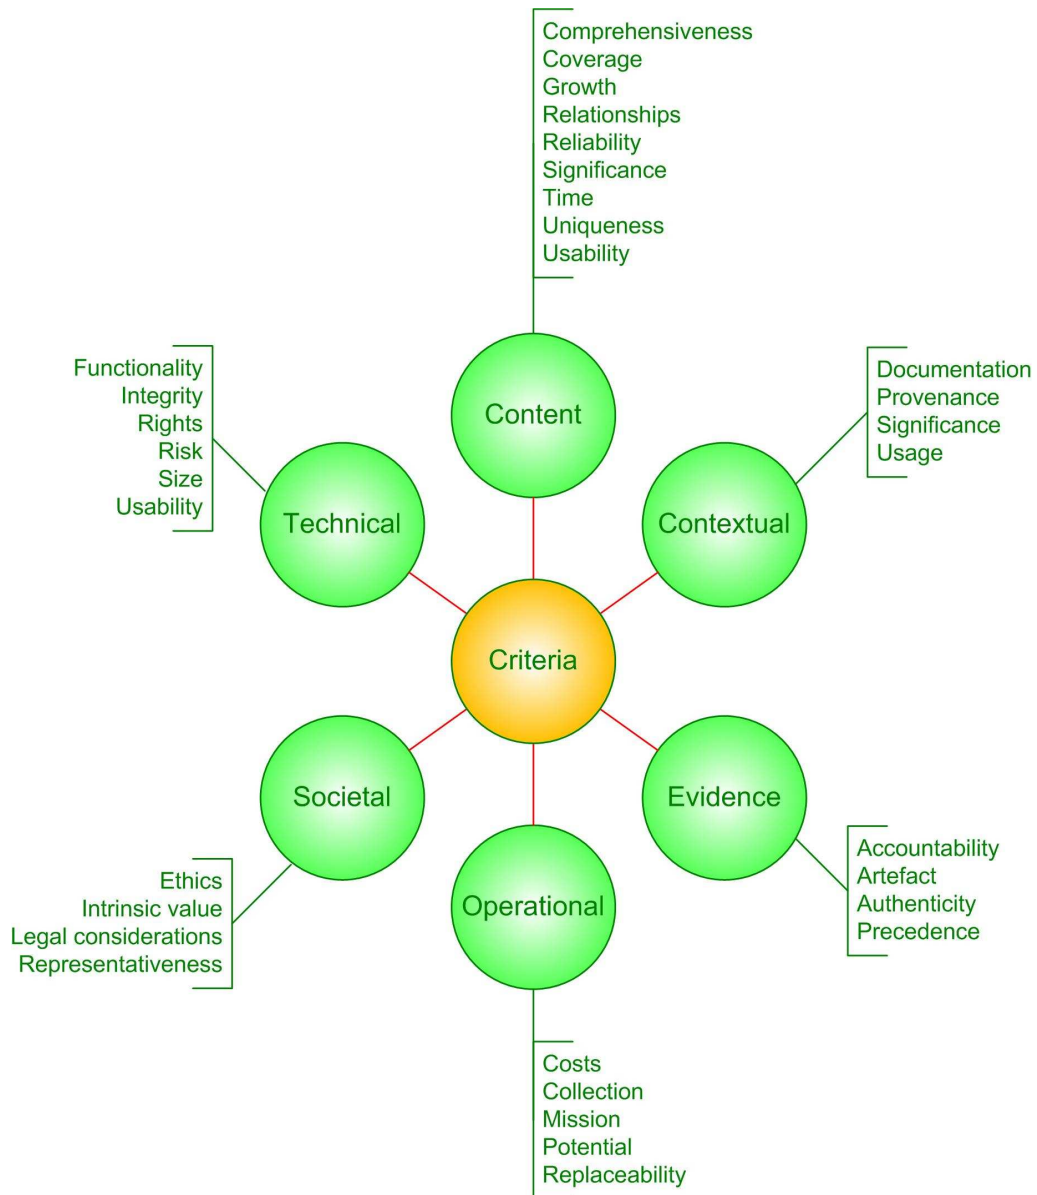 Comprehensiveness
Coverage
Growth
Relationships
Reliability
Significance
Time
Uniqueness
Usability
Functionality
Integrity
Rights
Risk
Size
Usability
Content
Documentation
Provenance
Significance
Usage
Technical
Contextual
Criteria
Societal
Evidence
Ethics
Intrinsic value
Legal considerations
Representativeness
Operational
Accountability
Artefact
Authenticity
Precedence
Costs
Collection
Mission
Potential
Replaceability